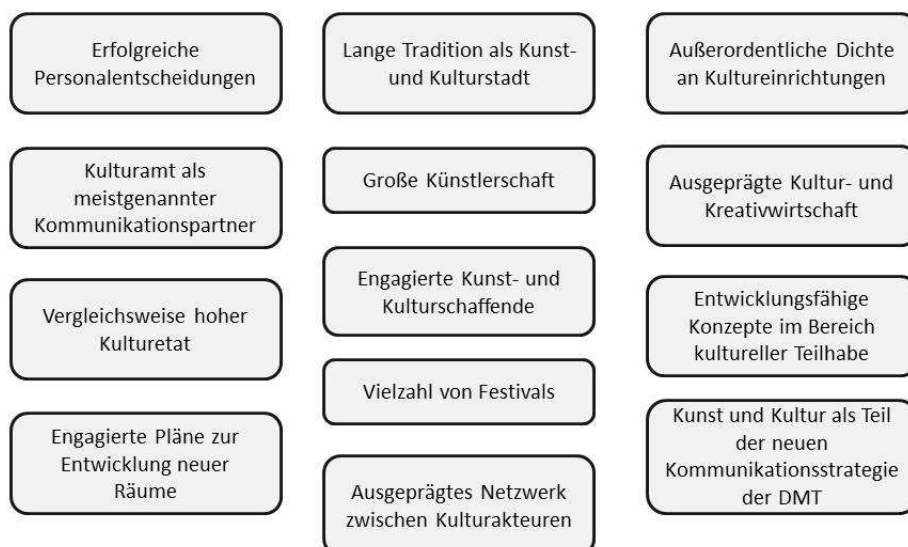 Erfolgreiche
Personalentscheidungen
Kulturamt als
meistgenannter
Kommunikationspartner
Vergleichsweise hoher
Kulturetat
Engagierte Pläne zur
Entwicklung neuer
Räume
Lange Tradition als Kunst-
und Kulturstadt
Große Künstlerschaft
Engagierte Kunst- und
Kulturschaffende
Vielzahl von Festivals
Ausgeprägtes Netzwerk
zwischen Kulturakteuren
Außerordentliche Dichte
an Kultureinrichtungen
Ausgeprägte Kultur- und
Kreativwirtschaft
Entwicklungsfähige
Konzepte im Bereich
kultureller Teilhabe
Kunst und Kultur als Teil
der neuen
Kommunikationsstrategie
der DMT